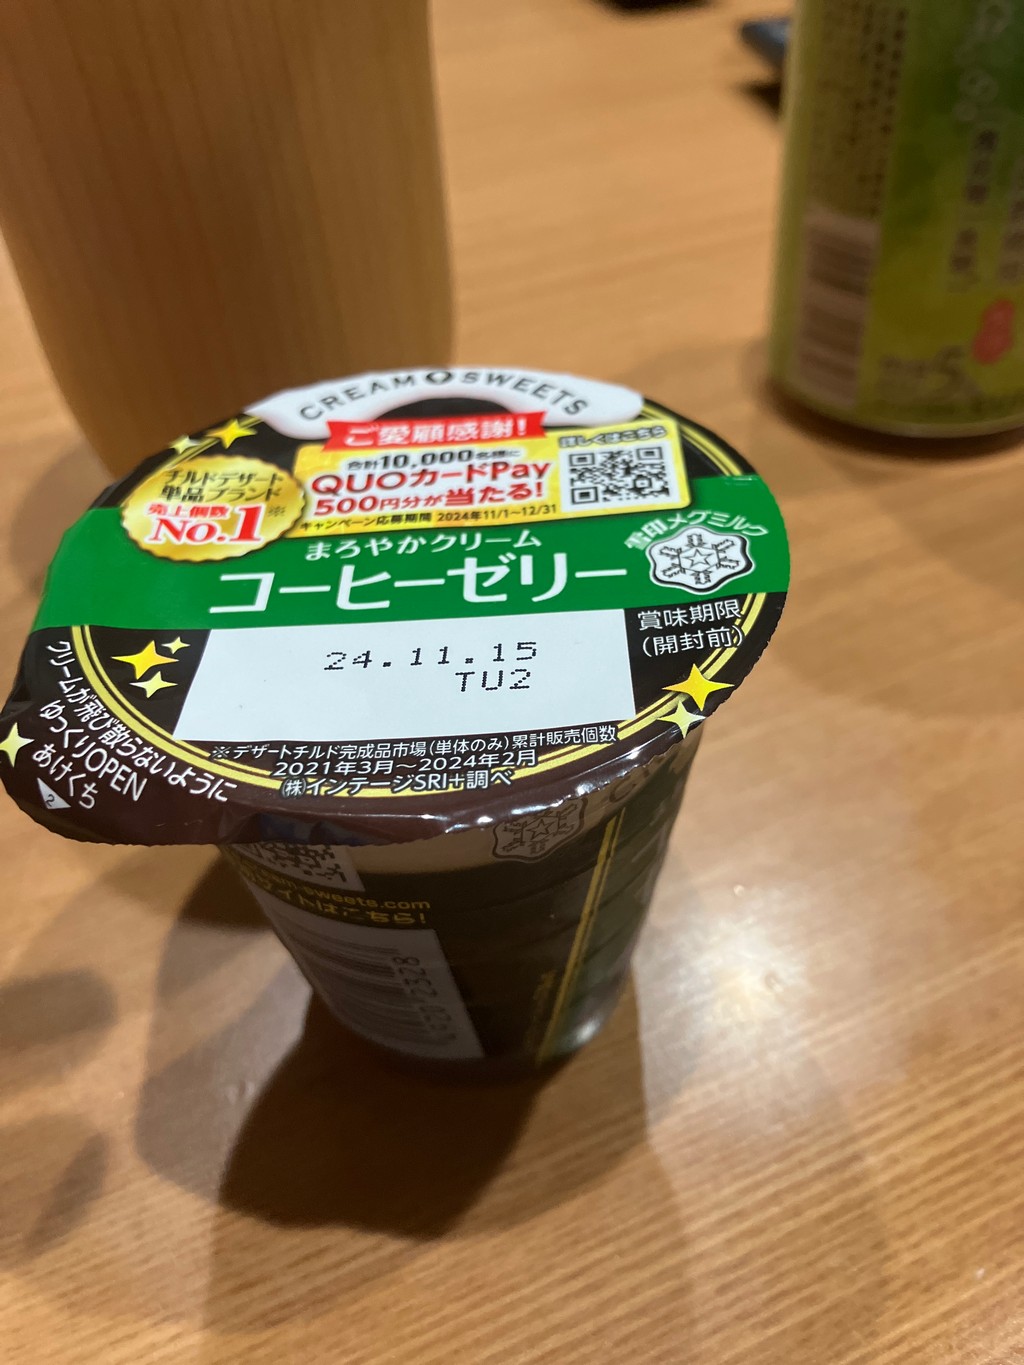 CREAM SWEETS
ご愛顧感謝!
合計10,000名様に
QUOカードPay
500円分が当たる!
キャンペーン応募期間 2024年11/1~12/31
詳しくはこちら
チルドデザート
単品ブランド
売上個数
No.1※
まろやかクリーム
コーヒーゼリー
雪印メグミルク
賞味期限
(開封前)
24.11.15
TU2
※デザートチルド完成品市場(単体のみ)累計販売個数
2021年3月~2024年2月
(株)インテージSRI+調べ
クリームが飛び散らないように
ゆっくりOPEN
あけくち
sweets.com
サイトはこちら!